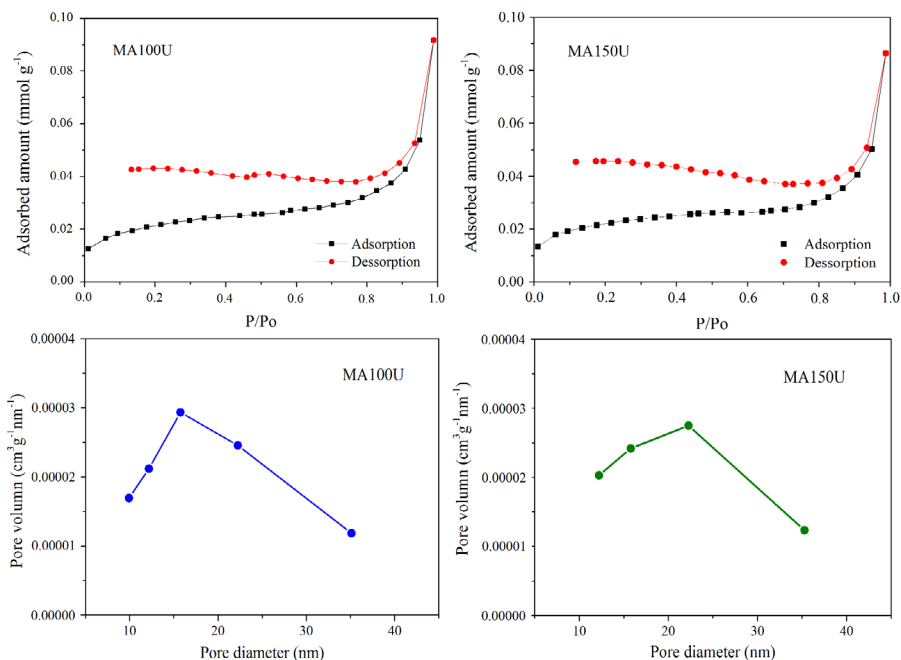 MA100U
Adsorbed amount (mmol g⁻¹)
0.10
0.08
0.06
0.04
0.02
0.00
Adsorption
Dessorption
0.0 0.2 0.4 0.6 0.8 1.0
P/Po
MA150U
Adsorbed amount (mmol g⁻¹)
0.10
0.08
0.06
0.04
0.02
0.00
Adsorption
Dessorption
0.0 0.2 0.4 0.6 0.8 1.0
P/Po
MA100U
Pore volumn (cm³g⁻¹nm⁻¹)
0.00004
0.00003
0.00002
0.00001
0.00000
10 20 30 40
Pore diameter (nm)
MA150U
Pore volumn (cm³g⁻¹nm⁻¹)
0.00004
0.00003
0.00002
0.00001
0.00000
10 20 30 40
Pore diameter (nm)